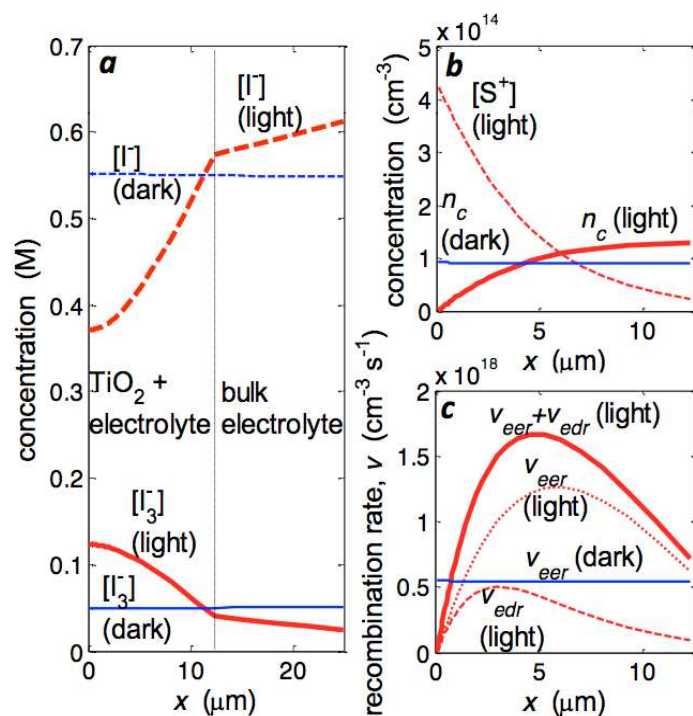 a
0.7
0.6
0.5
0.4
0.3
0.2
0.1
0
concentration (M)
[I⁻]
(light)
[I⁻]
(dark)
TiO₂ +
electrolyte
bulk
electrolyte
[I₃⁻]
(light)
[I₃⁻]
(dark)
0 10 20
x (μm)
x 10¹⁴
b
5
4
3
2
1
0
concentration (cm⁻³)
[S⁺]
(light)
n_c
(dark)
n_c (light)
0 5 10
x (μm)
x 10¹⁸
c
2
1.5
1
0.5
0
recombination rate, v (cm⁻³ s⁻¹)
v_eer+v_edr (light)
v_eer
(light)
v_eer (dark)
v_edr
(light)
0 5 10
x (μm)